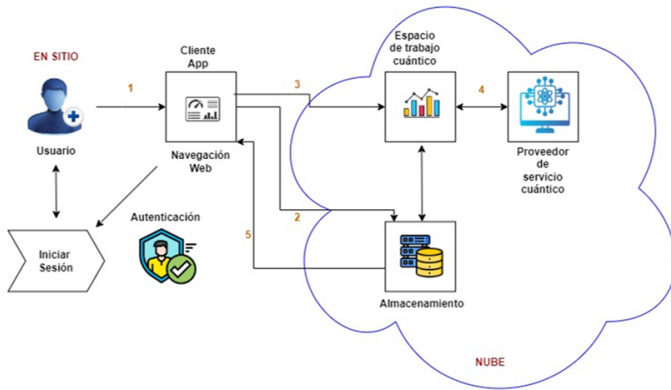 EN SITIO
Cliente
App
Espacio
de trabajo
cuántico
1
3
4
Usuario
Navegación
Web
Proveedor
de
servicio
cuántico
Autenticación
2
5
Iniciar
Sesión
Almacenamiento
NUBE